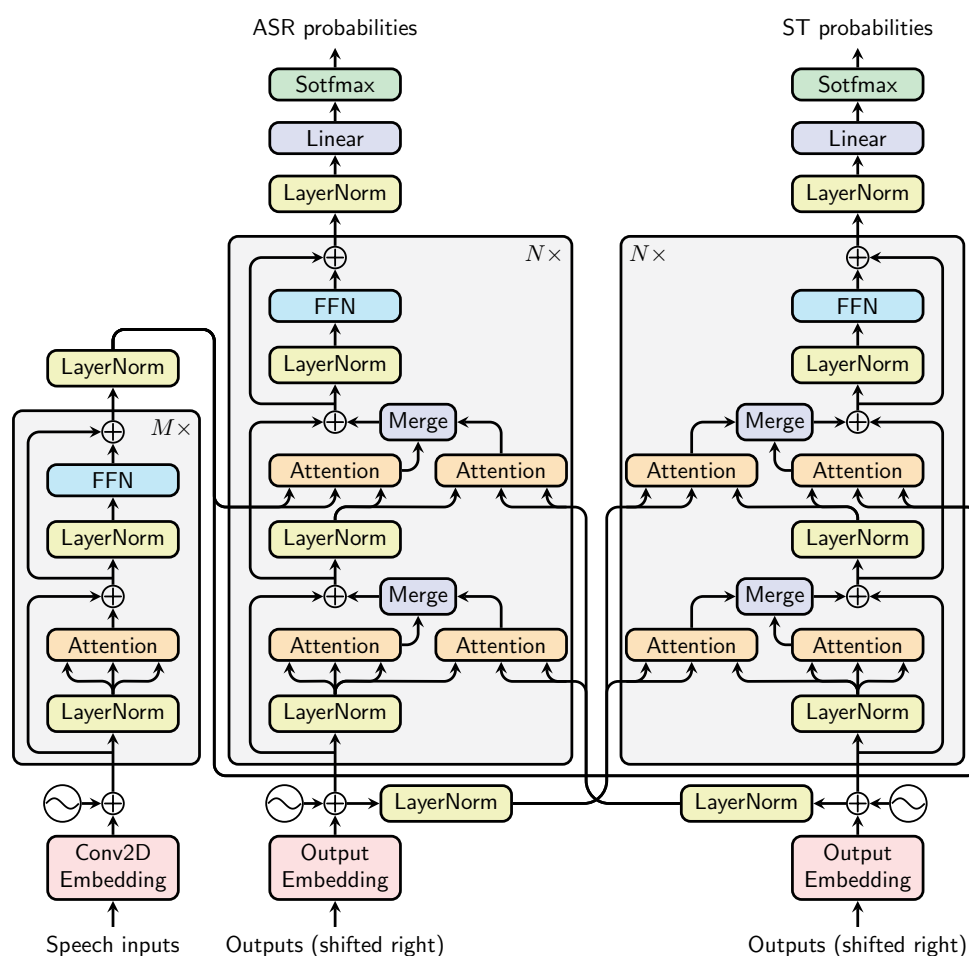 ASR probabilities
ST probabilities
Sotfmax
Sotfmax
Linear
Linear
LayerNorm
LayerNorm
N×
N×
FFN
FFN
LayerNorm
LayerNorm
LayerNorm
M×
Merge
Merge
FFN
Attention
Attention
Attention
Attention
LayerNorm
LayerNorm
LayerNorm
Merge
Merge
Attention
Attention
Attention
Attention
Attention
LayerNorm
LayerNorm
LayerNorm
LayerNorm
LayerNorm
Conv2D
Embedding
Output
Embedding
Output
Embedding
Speech inputs
Outputs (shifted right)
Outputs (shifted right)